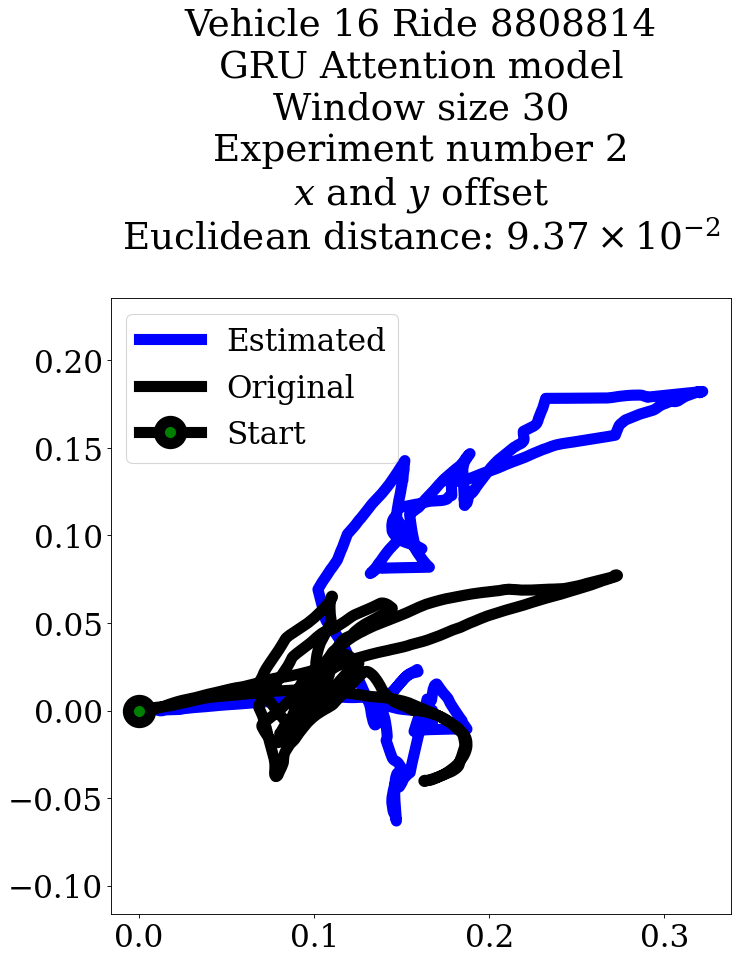 Vehicle 16 Ride 8808814
GRU Attention model
Window size 30
Experiment number 2
x and y offset
Euclidean distance: 9.37 × 10⁻²
Estimated
Original
Start
0.20
0.15
0.10
0.05
0.00
−0.05
−0.10
0.0 0.1 0.2 0.3